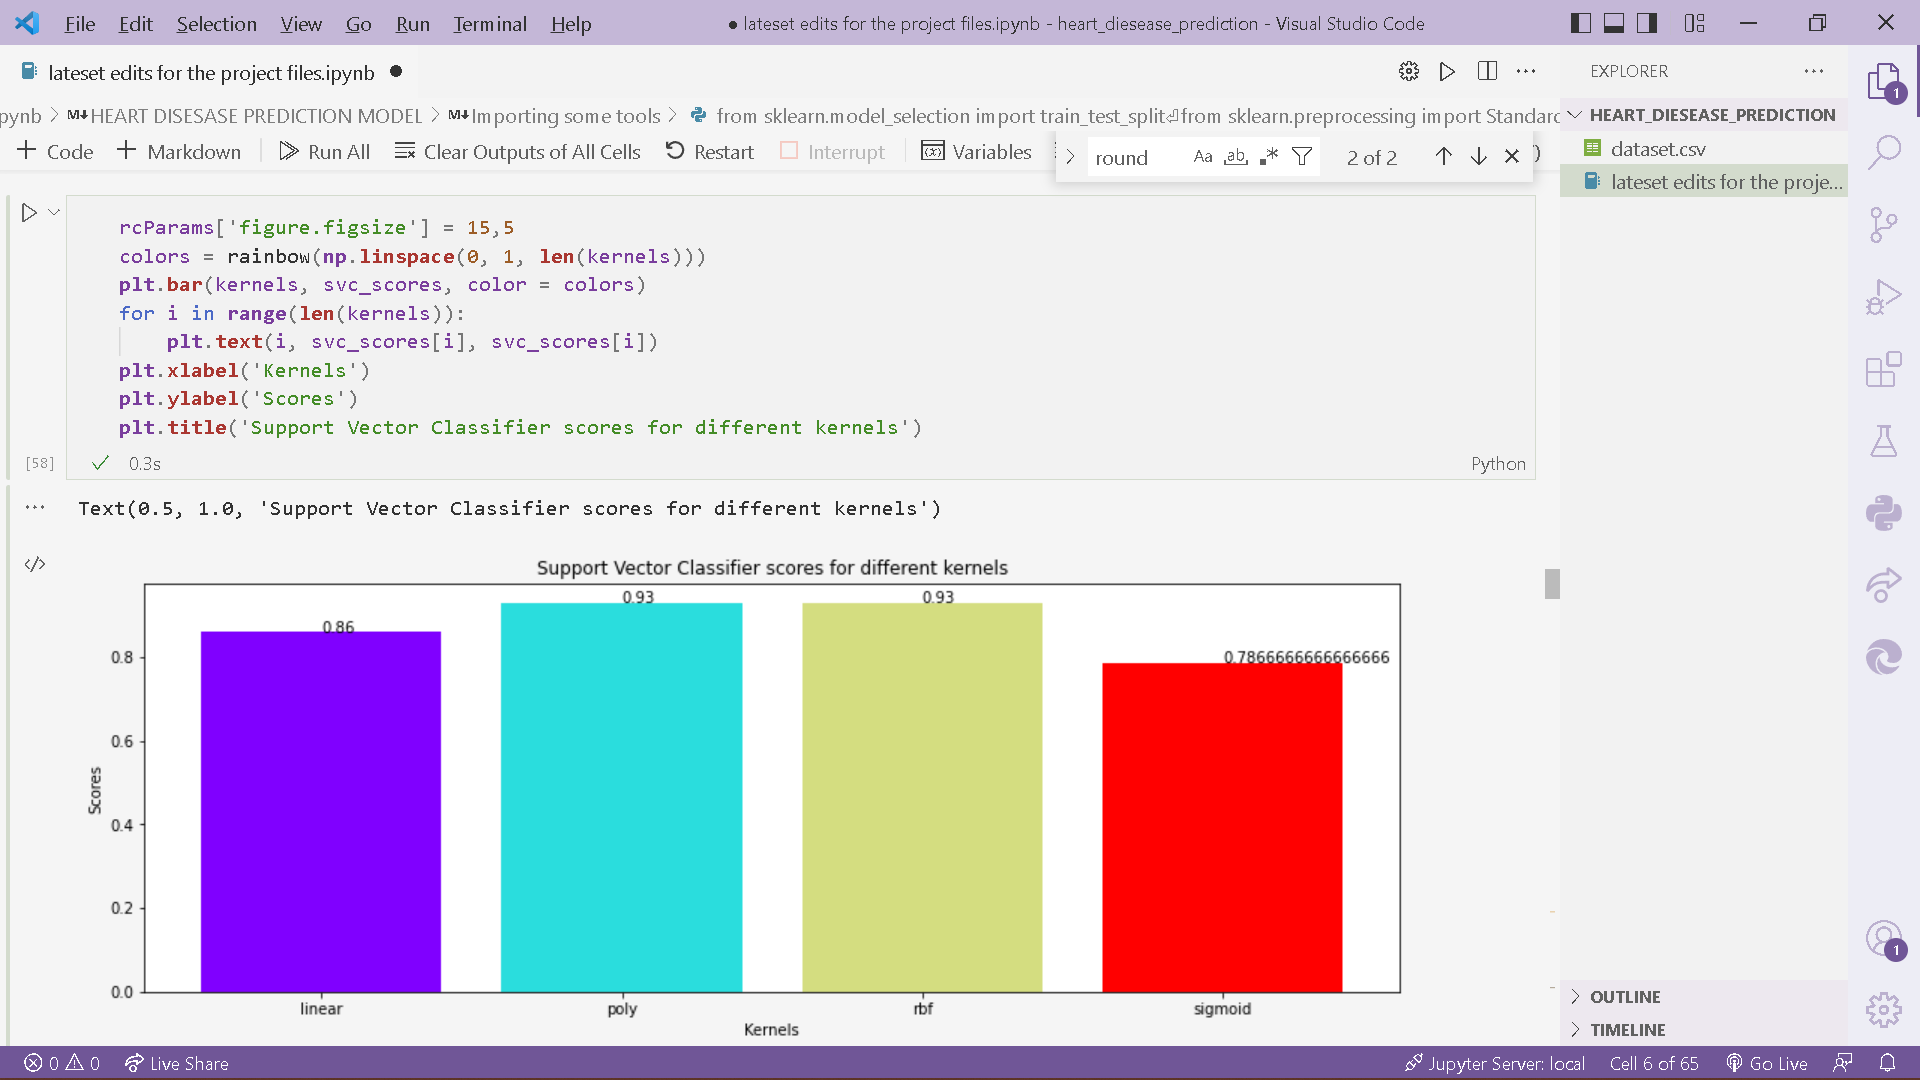 File Edit Selection View Go Run Terminal Help ● lateset edits for the project files.ipynb - heart_diesease_prediction - Visual Studio Code
lateset edits for the project files.ipynb ●
EXPLORER
pynb > M↓HEART DISESASE PREDICTION MODEL > M↓Importing some tools > from sklearn.model_selection import train_test_split⏎from sklearn.preprocessing import Standard
HEART_DIESEASE_PREDICTION
dataset.csv
lateset edits for the proje...
+ Code + Markdown Run All Clear Outputs of All Cells Restart Interrupt Variables
round Aa ab 2 of 2
rcParams['figure.figsize'] = 15,5
colors = rainbow(np.linspace(0, 1, len(kernels)))
plt.bar(kernels, svc_scores, color = colors)
for i in range(len(kernels)):
plt.text(i, svc_scores[i], svc_scores[i])
plt.xlabel('Kernels')
plt.ylabel('Scores')
plt.title('Support Vector Classifier scores for different kernels')
[58] 0.3s Python
Text(0.5, 1.0, 'Support Vector Classifier scores for different kernels')
Support Vector Classifier scores for different kernels
0.86
0.93
0.93
0.7866666666666666
0.8
0.6
0.4
0.2
0.0
Scores
linear poly rbf sigmoid
Kernels
1
1
OUTLINE
TIMELINE
0 0 Live Share Jupyter Server: local Cell 6 of 65 Go Live